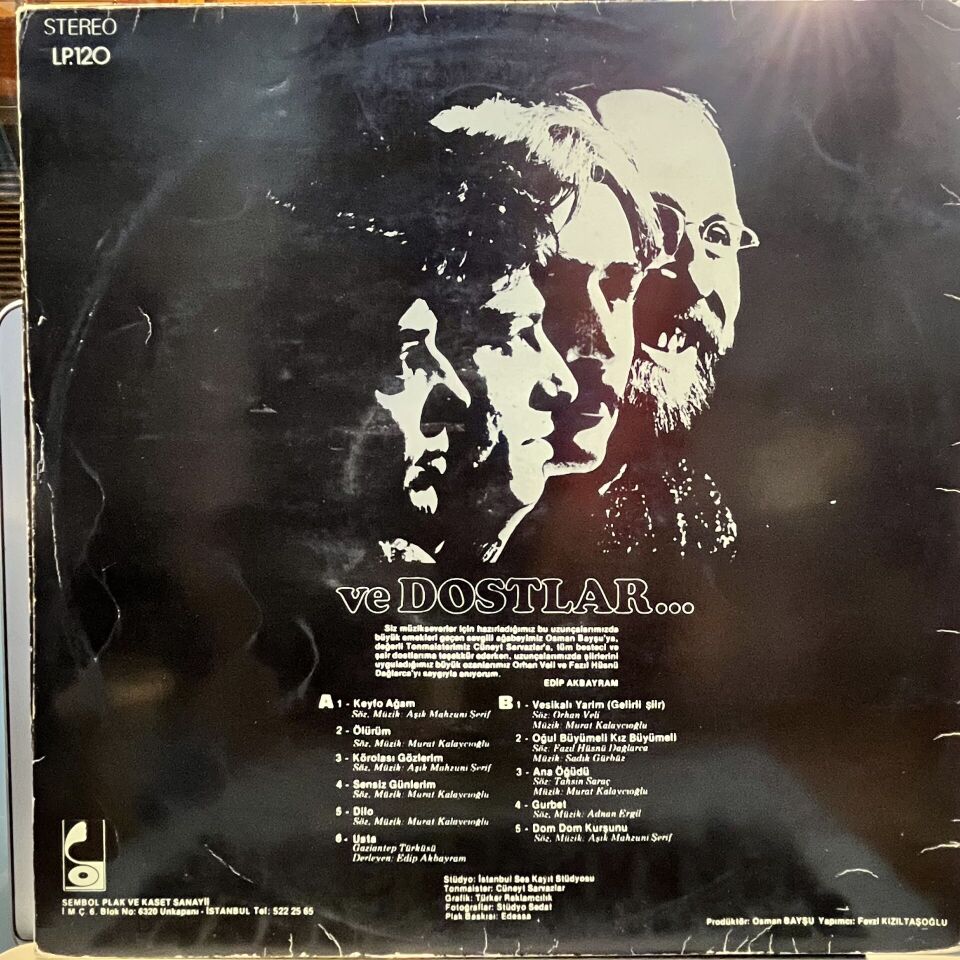 STEREO
LP.120
ve DOSTLAR...
Siz müzikseverler için hazırladığımız bu uzunçalarımızda
büyük emekleri geçen sevgili ağabeyimiz Osman Bayşu'ya,
değerli Tonmaisterimiz Cüneyt Sarvazlar'a, tüm besteci ve
şair dostlarıma teşekkür ederken, uzunçalarımızda şiirlerini
uyguladığımız büyük ozanlarımız Orhan Veli ve Fazıl Hüsnü
Dağlarca'yı saygıyla anıyorum.
EDİP AKBAYRAM
A 1 - Keyfo Ağam
Söz, Müzik: Aşık Mahzuni Şerif
2 - Ölürüm
Söz, Müzik: Murat Kalaycıoğlu
3 - Körolası Gözlerim
Söz, Müzik: Aşık Mahzuni Şerif
4 - Sensiz Günlerim
Söz, Müzik: Murat Kalaycıoğlu
5 - Dilo
Söz, Müzik: Murat Kalaycıoğlu
6 - Usta
Gaziantep Türküsü
Derleyen: Edip Akbayram
B 1 - Vesikalı Yarim (Gelirli Şiir)
Söz: Orhan Veli
Müzik: Murat Kalaycıoğlu
2 - Oğul Büyümeli Kız Büyümeli
Söz: Fazıl Hüsnü Dağlarca
Müzik: Sadık Gürbüz
3 - Ana Öğüdü
Söz: Tahsin Saraç
Müzik: Murat Kalaycıoğlu
4 - Gurbet
Söz, Müzik: Adnan Ergil
5 - Dom Dom Kurşunu
Söz, Müzik: Aşık Mahzuni Şerif
Stüdyo: İstanbul Ses Kayıt Stüdyosu
Tonmaister: Cüneyt Sarvazlar
Grafik: Türker Reklamcılık
Fotoğraflar: Stüdyo Sedat
Plak Baskısı: Edessa
SEMBOL PLAK VE KASET SANAYİİ
İ M Ç. 6. Blok No: 6320 Unkapanı - İSTANBUL Tel: 522 25 65
Prodüktör: Osman BAYŞU Yapımcı: Fevzi KIZILTAŞOĞLU